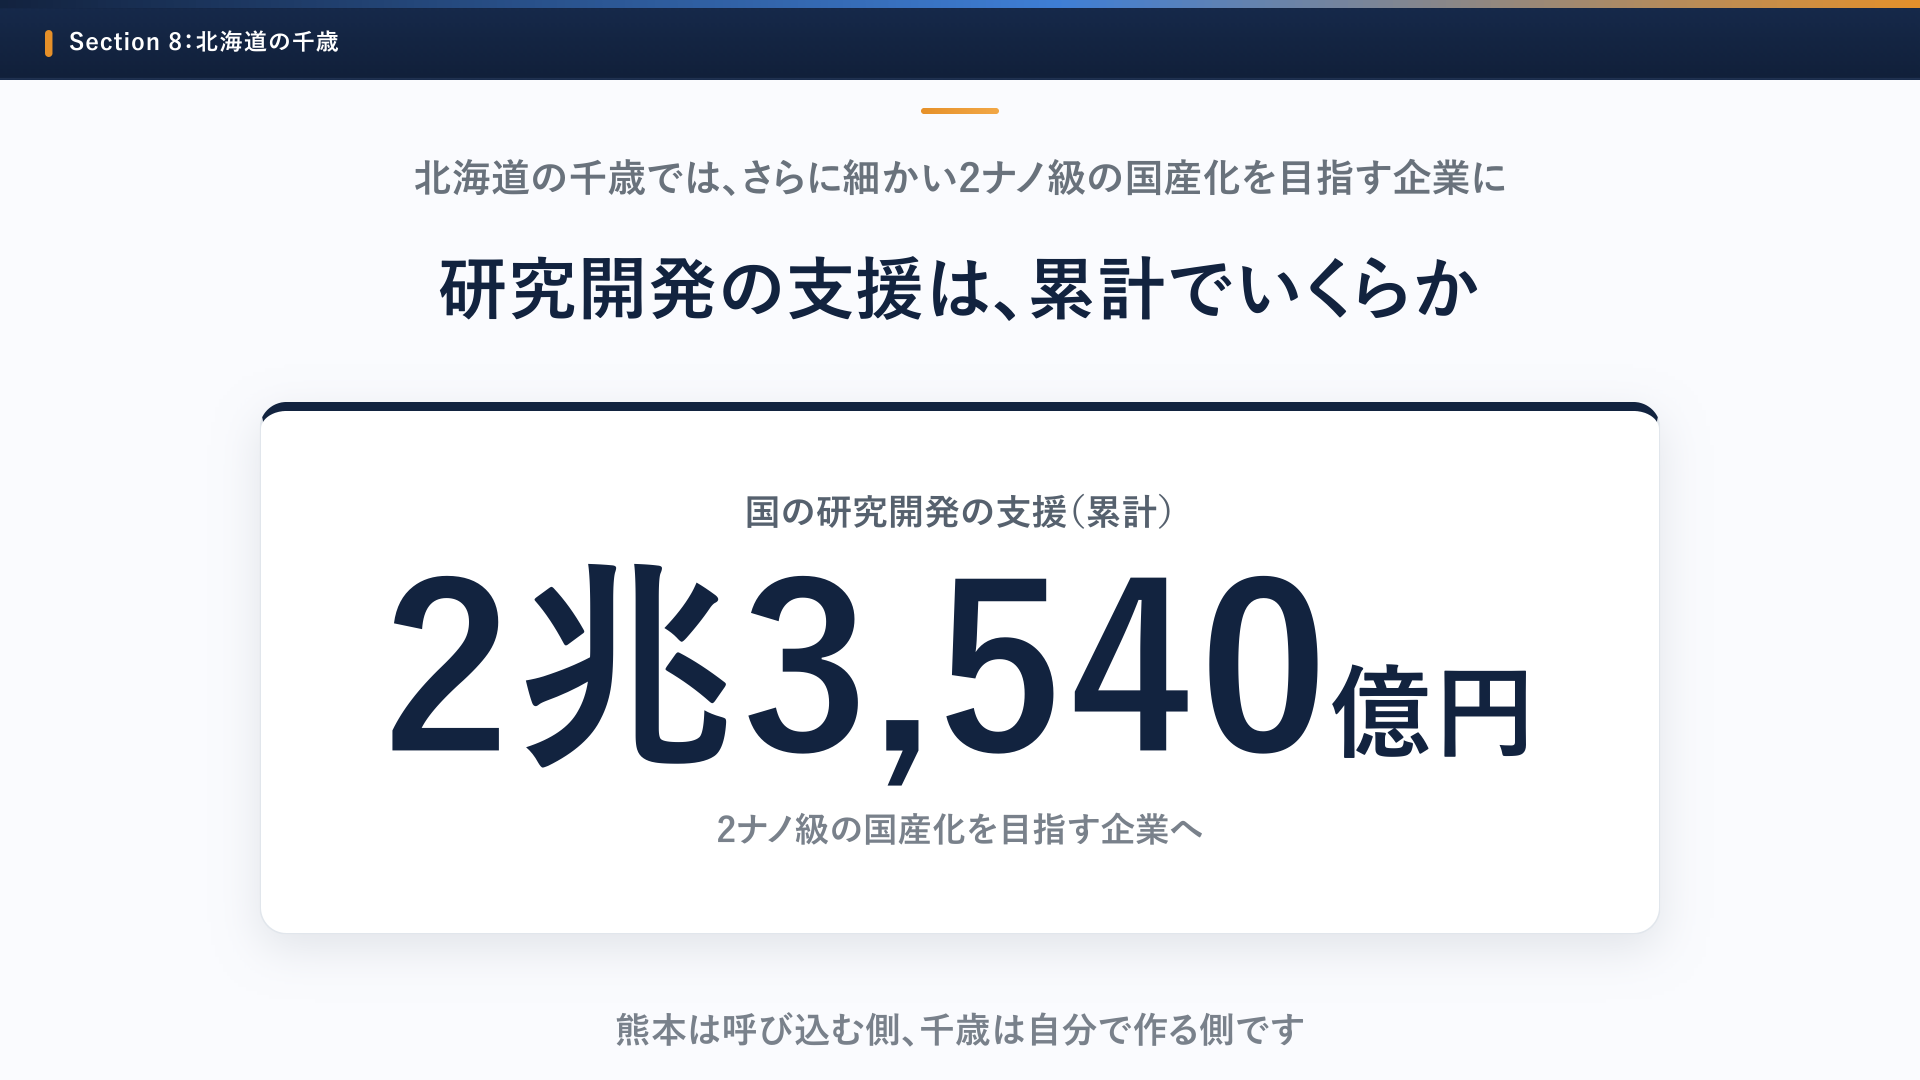 Section 8：北海道の千歳
北海道の千歳では、さらに細かい2ナノ級の国産化を目指す企業に
研究開発の支援は、累計でいくらか
国の研究開発の支援（累計）
2兆3,540億円
2ナノ級の国産化を目指す企業へ
熊本は呼び込む側、千歳は自分で作る側です